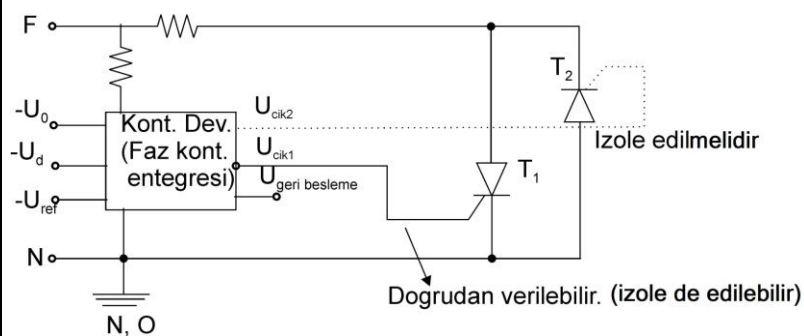 F
T2
-U0
Kont. Dev.
Ucik2
Izole edilmelidir
-Ud
(Faz kont.
Ucik1
T1
entegresi)
Ugeri besleme
-Uref
N
Dogrudan verilebilir. (izole de edilebilir)
N, O